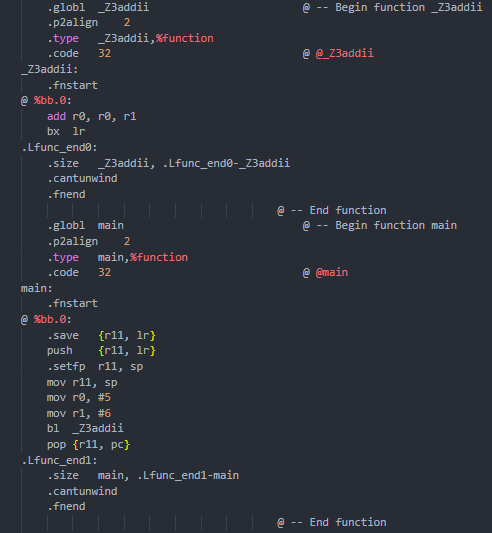 .globl _Z3addii @ -- Begin function _Z3addii
.p2align 2
.type _Z3addii,%function
.code 32 @ @_Z3addii
_Z3addii:
.fnstart
@ %bb.0:
add r0, r0, r1
bx lr
.Lfunc_end0:
.size _Z3addii, .Lfunc_end0-_Z3addii
.cantunwind
.fnend
@ -- End function
.globl main @ -- Begin function main
.p2align 2
.type main,%function
.code 32 @ @main
main:
.fnstart
@ %bb.0:
.save {r11, lr}
push {r11, lr}
.setfp r11, sp
mov r11, sp
mov r0, #5
mov r1, #6
bl _Z3addii
pop {r11, pc}
.Lfunc_end1:
.size main, .Lfunc_end1-main
.cantunwind
.fnend
@ -- End function